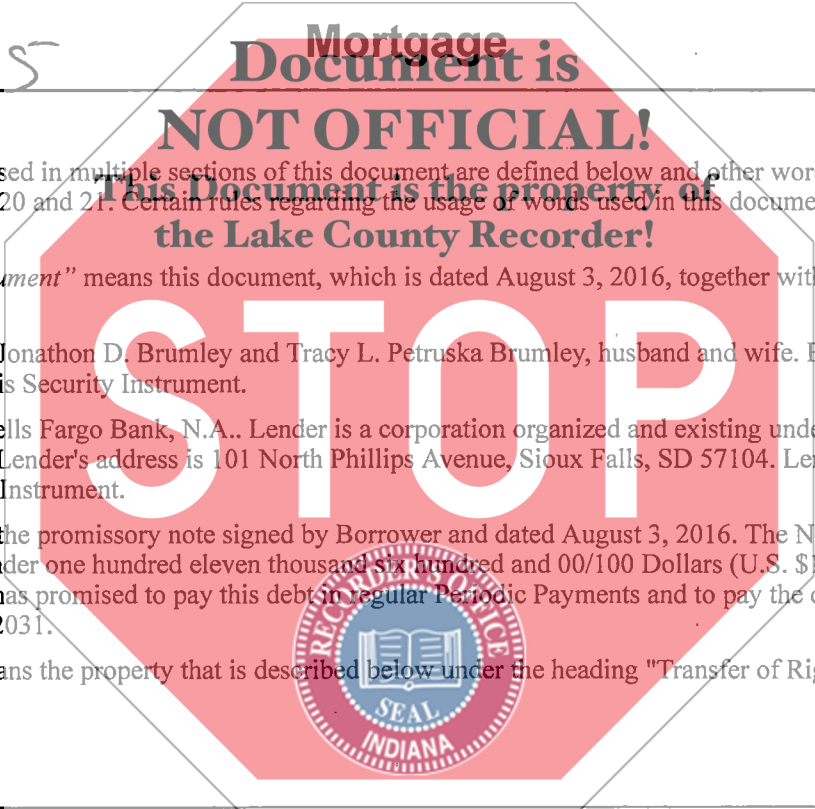 5
Mortgage
Document is
NOT OFFICIAL!
sed in multiple sections of this document are defined below and other wor
This Document is the property of
20 and 21. Certain rules regarding the usage of words used in this docume
the Lake County Recorder!
ument" means this document, which is dated August 3, 2016, together wit
STOP
Jonathon D. Brumley and Tracy L. Petruska Brumley, husband and wife. B
is Security Instrument.
ells Fargo Bank, N.A.. Lender is a corporation organized and existing unde
Lender's address is 101 North Phillips Avenue, Sioux Falls, SD 57104. Len
Instrument.
the promissory note signed by Borrower and dated August 3, 2016. The N
der one hundred eleven thousand six hundred and 00/100 Dollars (U.S. $1
as promised to pay this debt in regular Periodic Payments and to pay the d
2031.
RECORDER'S OFFICE
ans the property that is described below under the heading "Transfer of Rig
SEAL
INDIANA